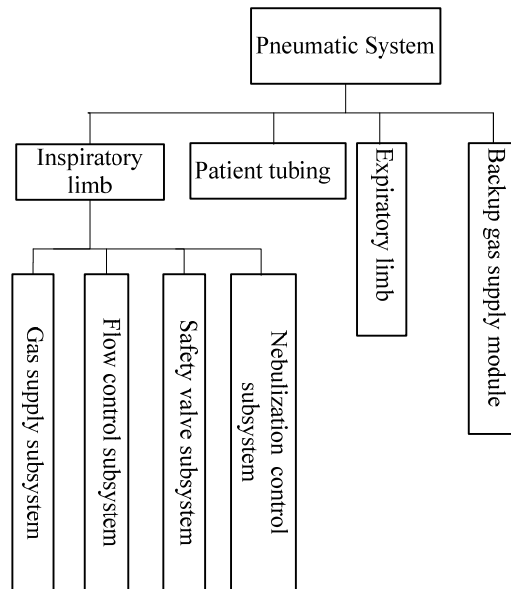 Pneumatic System
Inspiratory
limb
Patient tubing
Expiratory limb
Backup gas supply module
Gas supply subsystem
Flow control subsystem
Safety valve subsystem
Nebulization control
subsystem